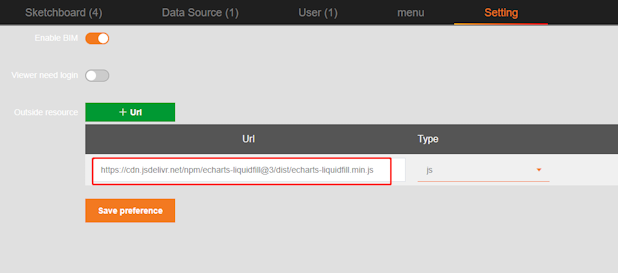 Sketchboard (4) Data Source (1) User (1) menu Setting
Enable BIM
Viewer need login
Outside resource + Url
Url Type
https://cdn.jsdelivr.net/npm/echarts-liquidfill@3/dist/echarts-liquidfill.min.js js
Save preference